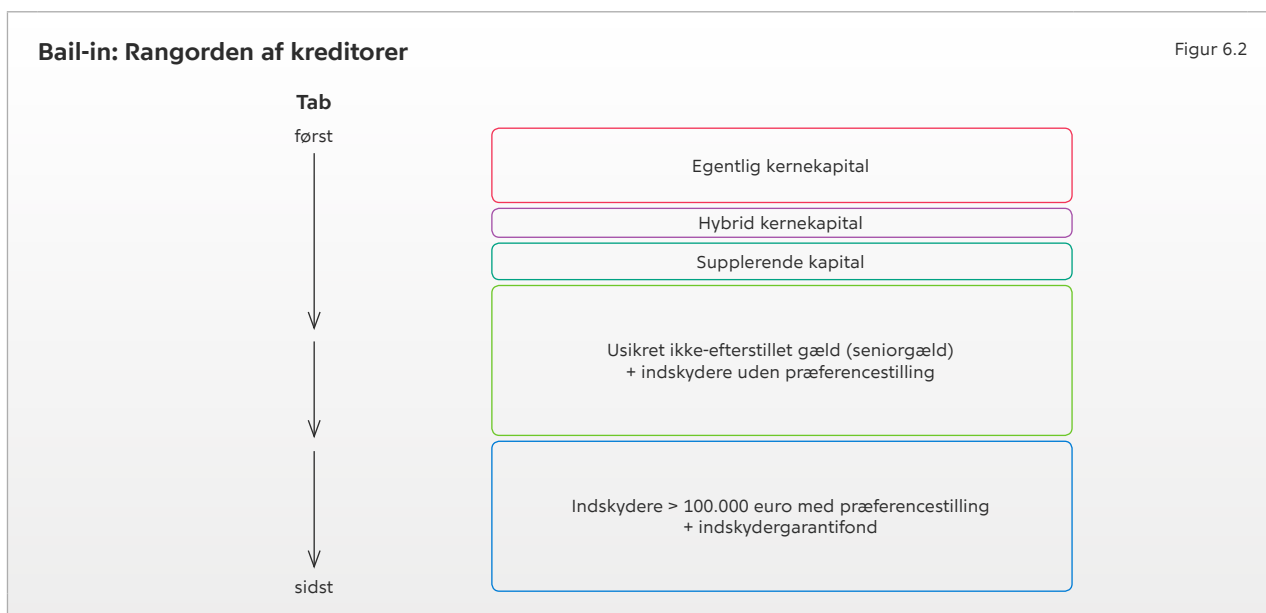 Bail-in: Rangorden af kreditorer
Figur 6.2
Tab
først
Egentlig kernekapital
Hybrid kernekapital
Supplerende kapital
Usikret ikke-efterstillet gæld (seniorgæld)
+ indskydere uden præferencestilling
Indskydere > 100.000 euro med præferencestilling
+ indskydergarantifond
sidst